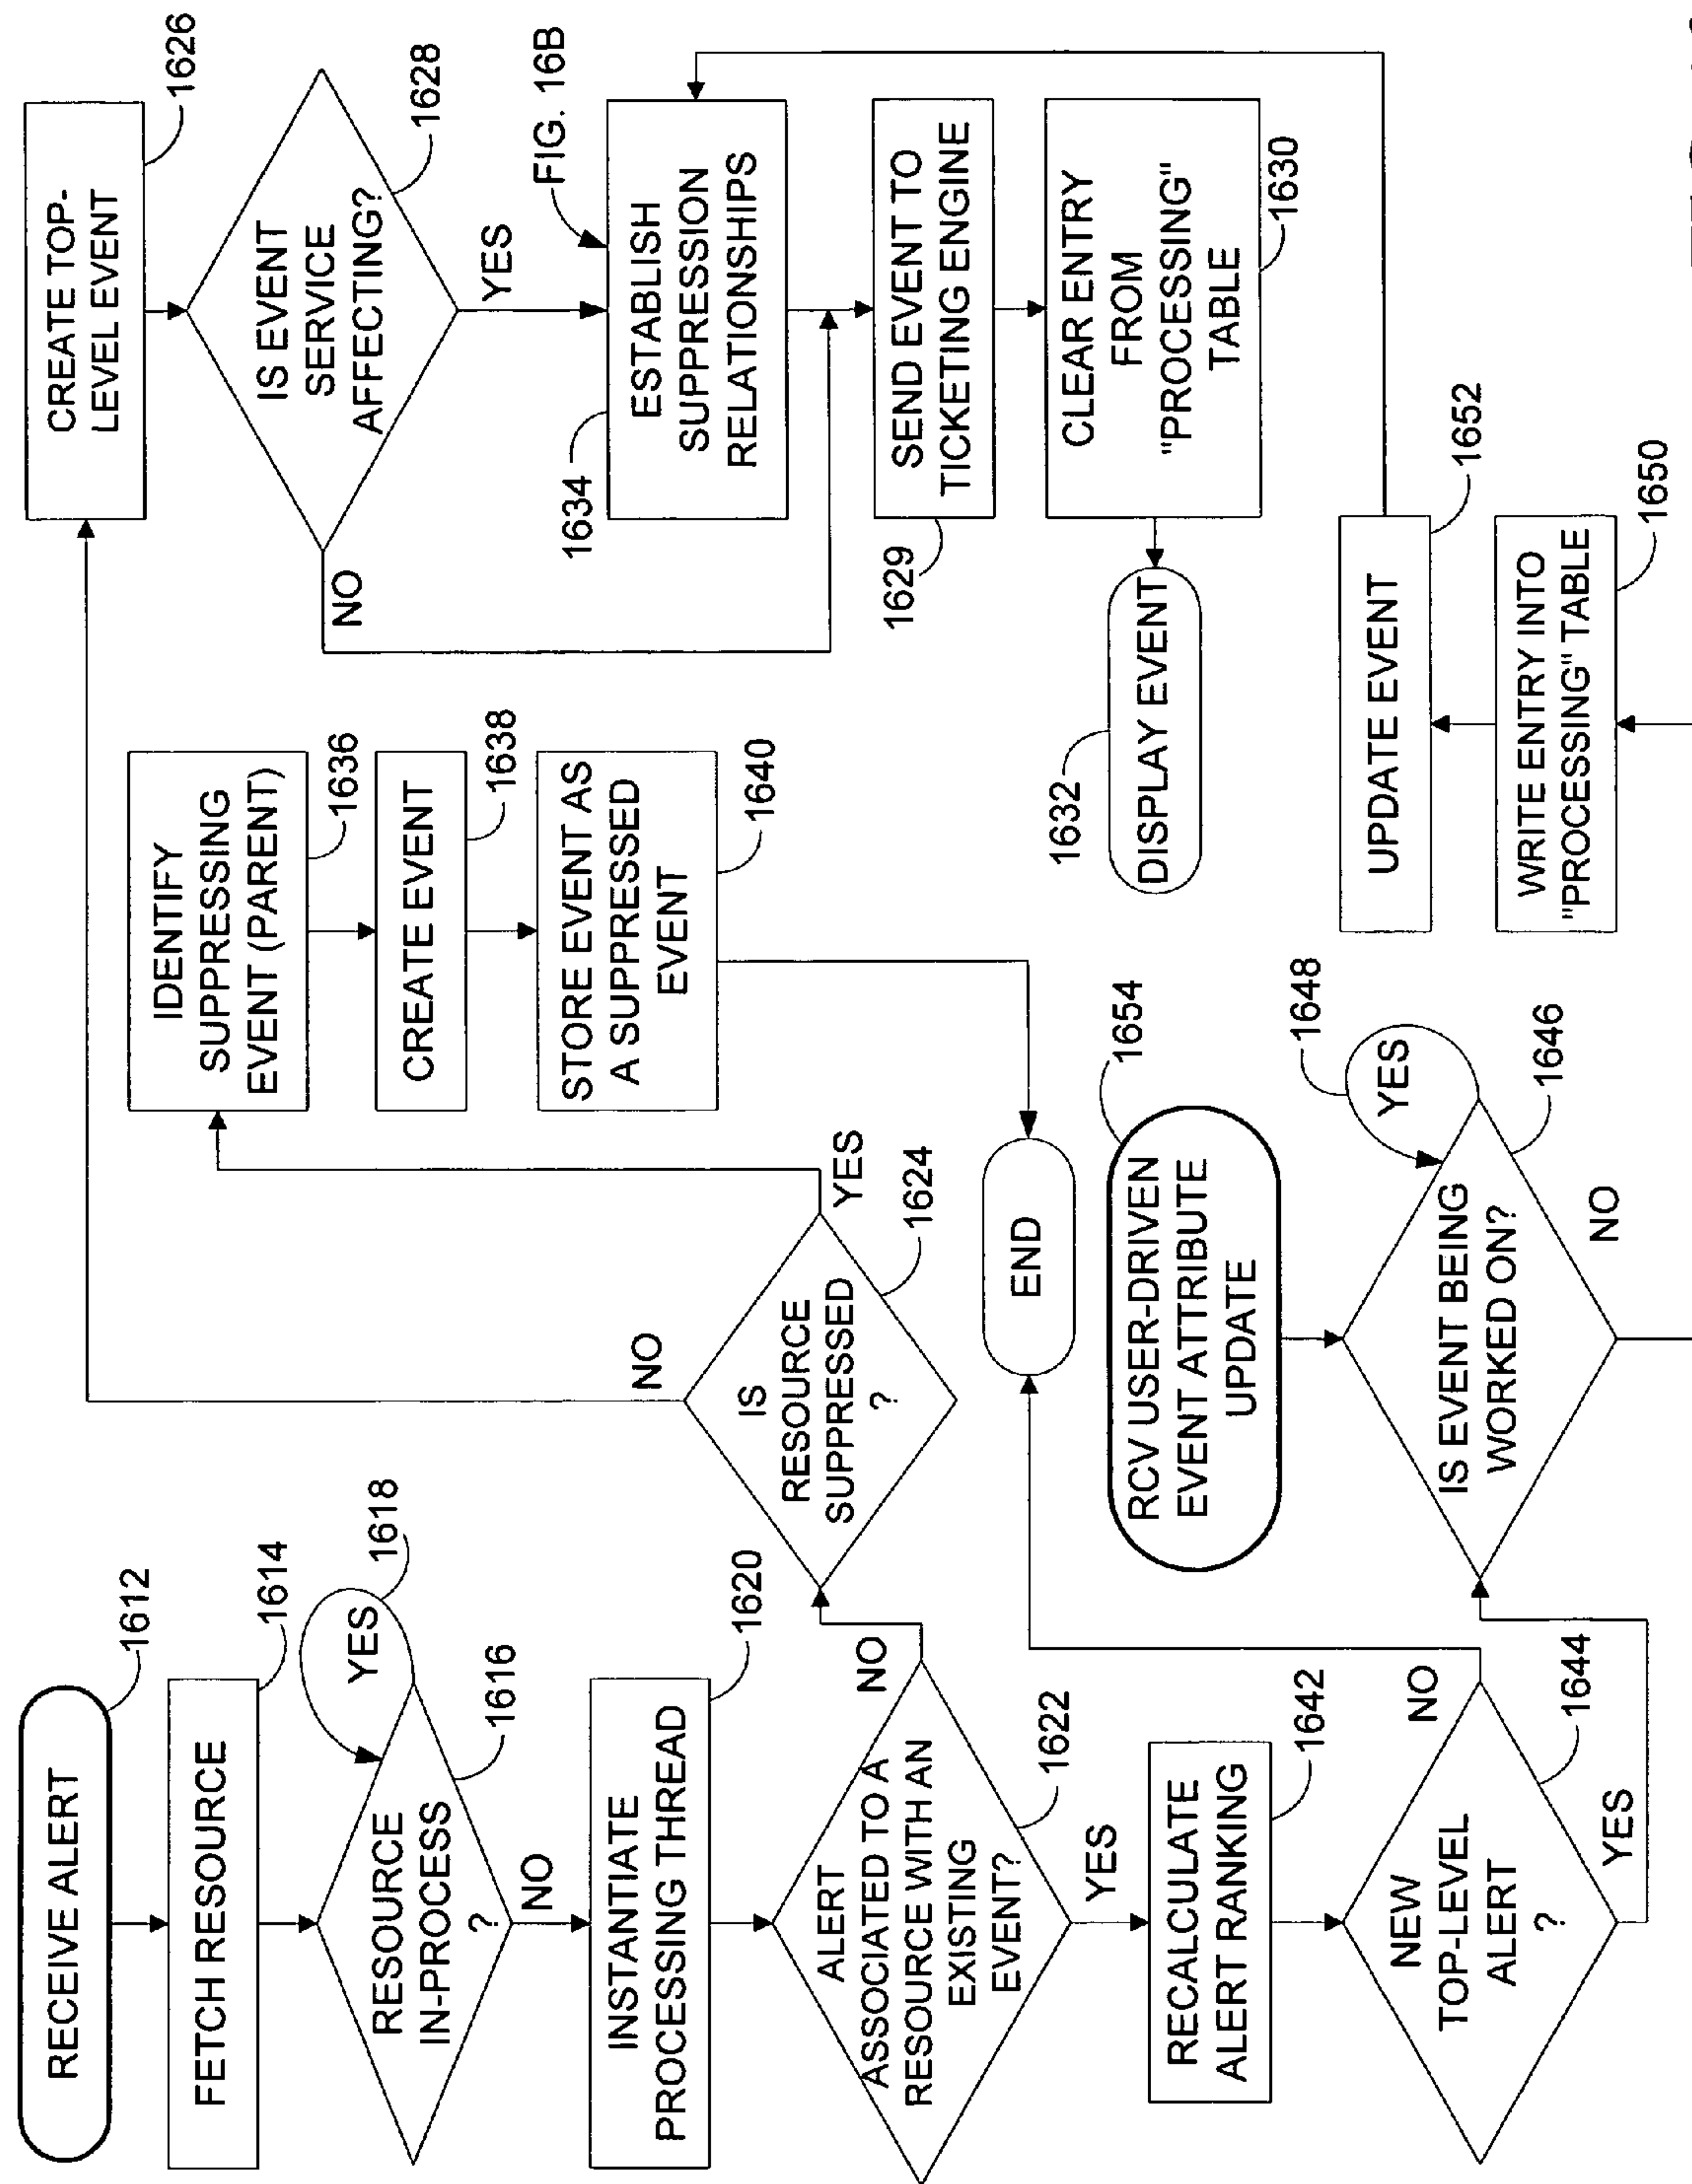 RECEIVE ALERT
1612
FETCH RESOURCE
1614
RESOURCE
IN-PROCESS
?
1616
YES
1618
NO
INSTANTIATE
PROCESSING THREAD
1620
ALERT
ASSOCIATED TO A
RESOURCE WITH AN
EXISTING
EVENT?
1622
NO
YES
RECALCULATE
ALERT RANKING
1642
NEW
TOP-LEVEL
ALERT
?
1644
NO
YES
IS
RESOURCE
SUPPRESSED
?
1624
NO
YES
END
RCV USER-DRIVEN
EVENT ATTRIBUTE
UPDATE
1654
IS EVENT BEING
WORKED ON?
1646
YES
1648
NO
IDENTIFY
SUPPRESSING
EVENT (PARENT)
1636
CREATE EVENT
1638
STORE EVENT AS
A SUPPRESSED
EVENT
1640
CREATE TOP-
LEVEL EVENT
1626
IS EVENT
SERVICE
AFFECTING?
1628
NO
YES
FIG. 16B
ESTABLISH
SUPPRESSION
RELATIONSHIPS
1634
SEND EVENT TO
TICKETING ENGINE
1629
CLEAR ENTRY
FROM
"PROCESSING"
TABLE
1630
DISPLAY EVENT
1632
UPDATE EVENT
1652
WRITE ENTRY INTO
"PROCESSING" TABLE
1650